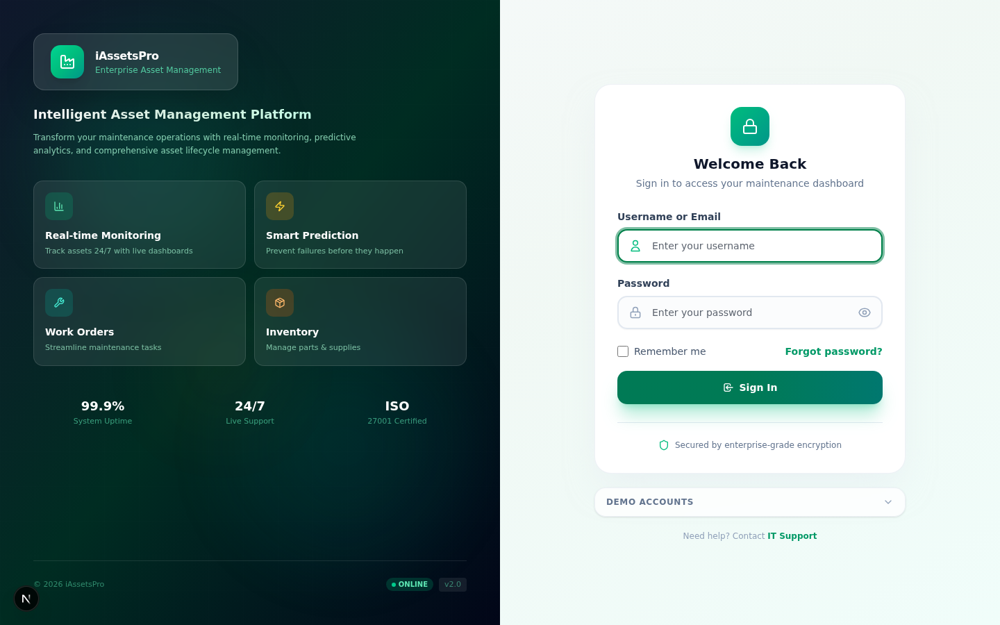 iAssetsPro
Enterprise Asset Management
Intelligent Asset Management Platform
Transform your maintenance operations with real-time monitoring, predictive
analytics, and comprehensive asset lifecycle management.
Real-time Monitoring
Track assets 24/7 with live dashboards
Smart Prediction
Prevent failures before they happen
Work Orders
Streamline maintenance tasks
Inventory
Manage parts & supplies
99.9%
System Uptime
24/7
Live Support
ISO
27001 Certified
© 2026 iAssetsPro
ONLINE
v2.0
N
Welcome Back
Sign in to access your maintenance dashboard
Username or Email
Enter your username
Password
Enter your password
Remember me
Forgot password?
Sign In
Secured by enterprise-grade encryption
DEMO ACCOUNTS
Need help? Contact IT Support